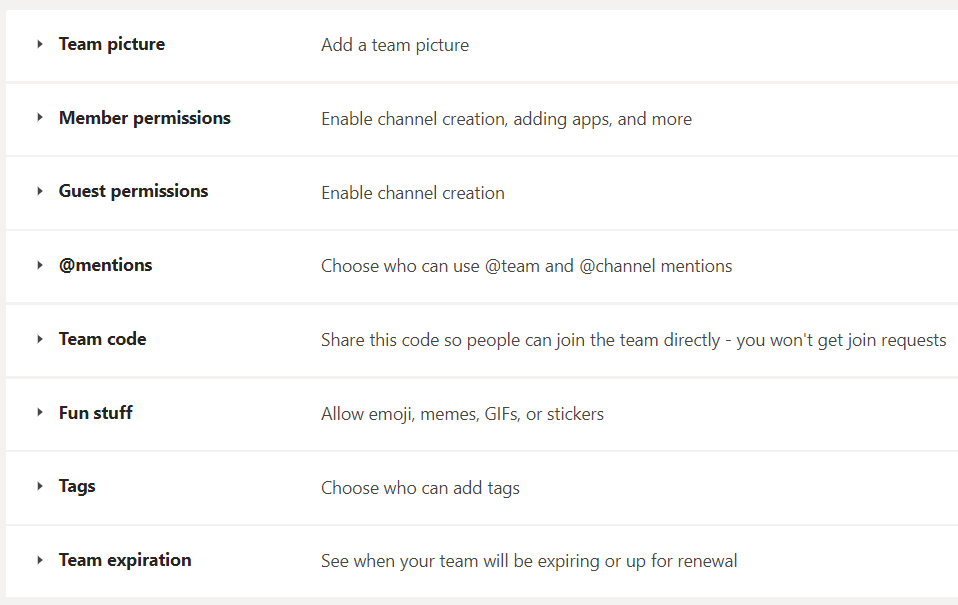 Team picture Add a team picture
Member permissions Enable channel creation, adding apps, and more
Guest permissions Enable channel creation
@mentions Choose who can use @team and @channel mentions
Team code Share this code so people can join the team directly - you won't get join requests
Fun stuff Allow emoji, memes, GIFs, or stickers
Tags Choose who can add tags
Team expiration See when your team will be expiring or up for renewal